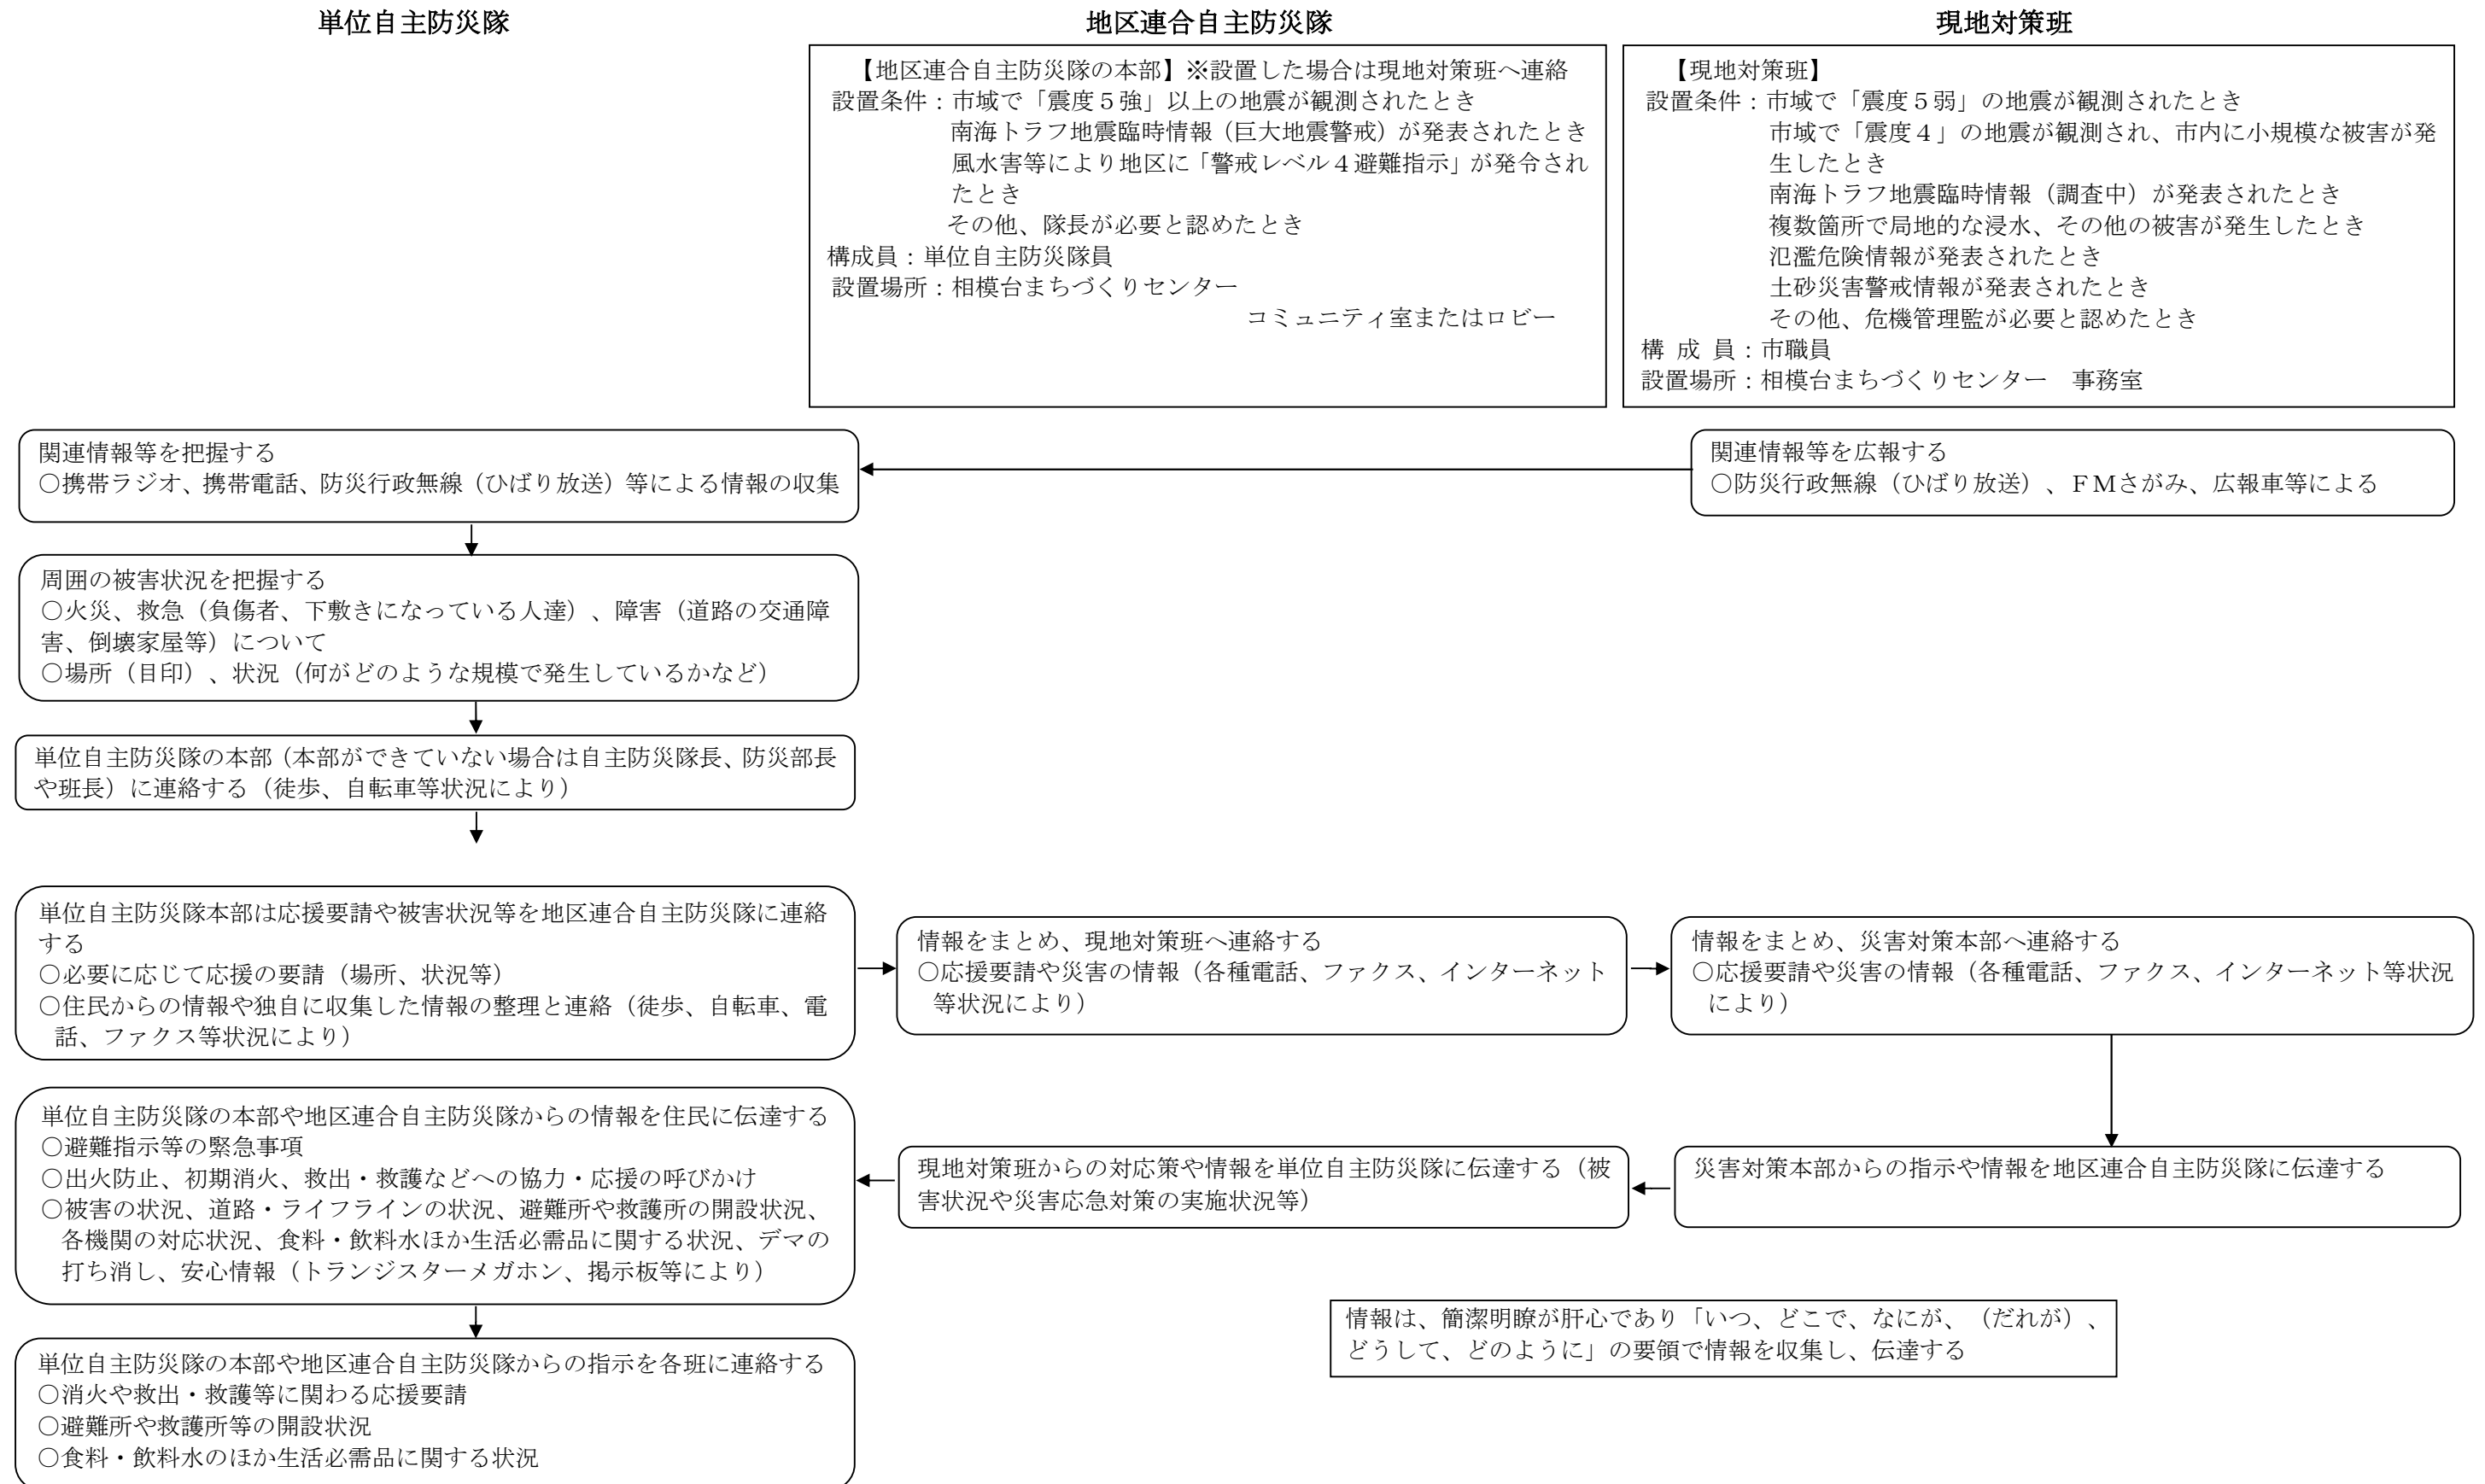 単位自主防災隊
地区連合自主防災隊
現地対策班
【地区連合自主防災隊の本部】※設置した場合は現地対策班へ連絡
設置条件：市域で「震度５強」以上の地震が観測されたとき
南海トラフ地震臨時情報（巨大地震警戒）が発表されたとき
風水害等により地区に「警戒レベル４避難指示」が発令され
たとき
その他、隊長が必要と認めたとき
構成員：単位自主防災隊員
設置場所：相模台まちづくりセンター
コミュニティ室またはロビー
【現地対策班】
設置条件：市域で「震度５弱」の地震が観測されたとき
市域で「震度４」の地震が観測され、市内に小規模な被害が発
生したとき
南海トラフ地震臨時情報（調査中）が発表されたとき
複数箇所で局地的な浸水、その他の被害が発生したとき
氾濫危険情報が発表されたとき
土砂災害警戒情報が発表されたとき
その他、危機管理監が必要と認めたとき
構 成 員：市職員
設置場所：相模台まちづくりセンター　事務室
関連情報等を把握する
○携帯ラジオ、携帯電話、防災行政無線（ひばり放送）等による情報の収集
関連情報等を広報する
○防災行政無線（ひばり放送）、ＦＭさがみ、広報車等による
周囲の被害状況を把握する
○火災、救急（負傷者、下敷きになっている人達）、障害（道路の交通障
害、倒壊家屋等）について
○場所（目印）、状況（何がどのような規模で発生しているかなど）
単位自主防災隊の本部（本部ができていない場合は自主防災隊長、防災部長
や班長）に連絡する（徒歩、自転車等状況により）
単位自主防災隊本部は応援要請や被害状況等を地区連合自主防災隊に連絡
する
○必要に応じて応援の要請（場所、状況等）
○住民からの情報や独自に収集した情報の整理と連絡（徒歩、自転車、電
話、ファクス等状況により）
情報をまとめ、現地対策班へ連絡する
○応援要請や災害の情報（各種電話、ファクス、インターネット
等状況により）
情報をまとめ、災害対策本部へ連絡する
○応援要請や災害の情報（各種電話、ファクス、インターネット等状況
により）
単位自主防災隊の本部や地区連合自主防災隊からの情報を住民に伝達する
○避難指示等の緊急事項
○出火防止、初期消火、救出・救護などへの協力・応援の呼びかけ
○被害の状況、道路・ライフラインの状況、避難所や救護所の開設状況、
各機関の対応状況、食料・飲料水ほか生活必需品に関する状況、デマの
打ち消し、安心情報（トランジスターメガホン、掲示板等により）
現地対策班からの対応策や情報を単位自主防災隊に伝達する（被
害状況や災害応急対策の実施状況等）
災害対策本部からの指示や情報を地区連合自主防災隊に伝達する
情報は、簡潔明瞭が肝心であり「いつ、どこで、なにが、（だれが）、
どうして、どのように」の要領で情報を収集し、伝達する
単位自主防災隊の本部や地区連合自主防災隊からの指示を各班に連絡する
○消火や救出・救護等に関わる応援要請
○避難所や救護所等の開設状況
○食料・飲料水のほか生活必需品に関する状況